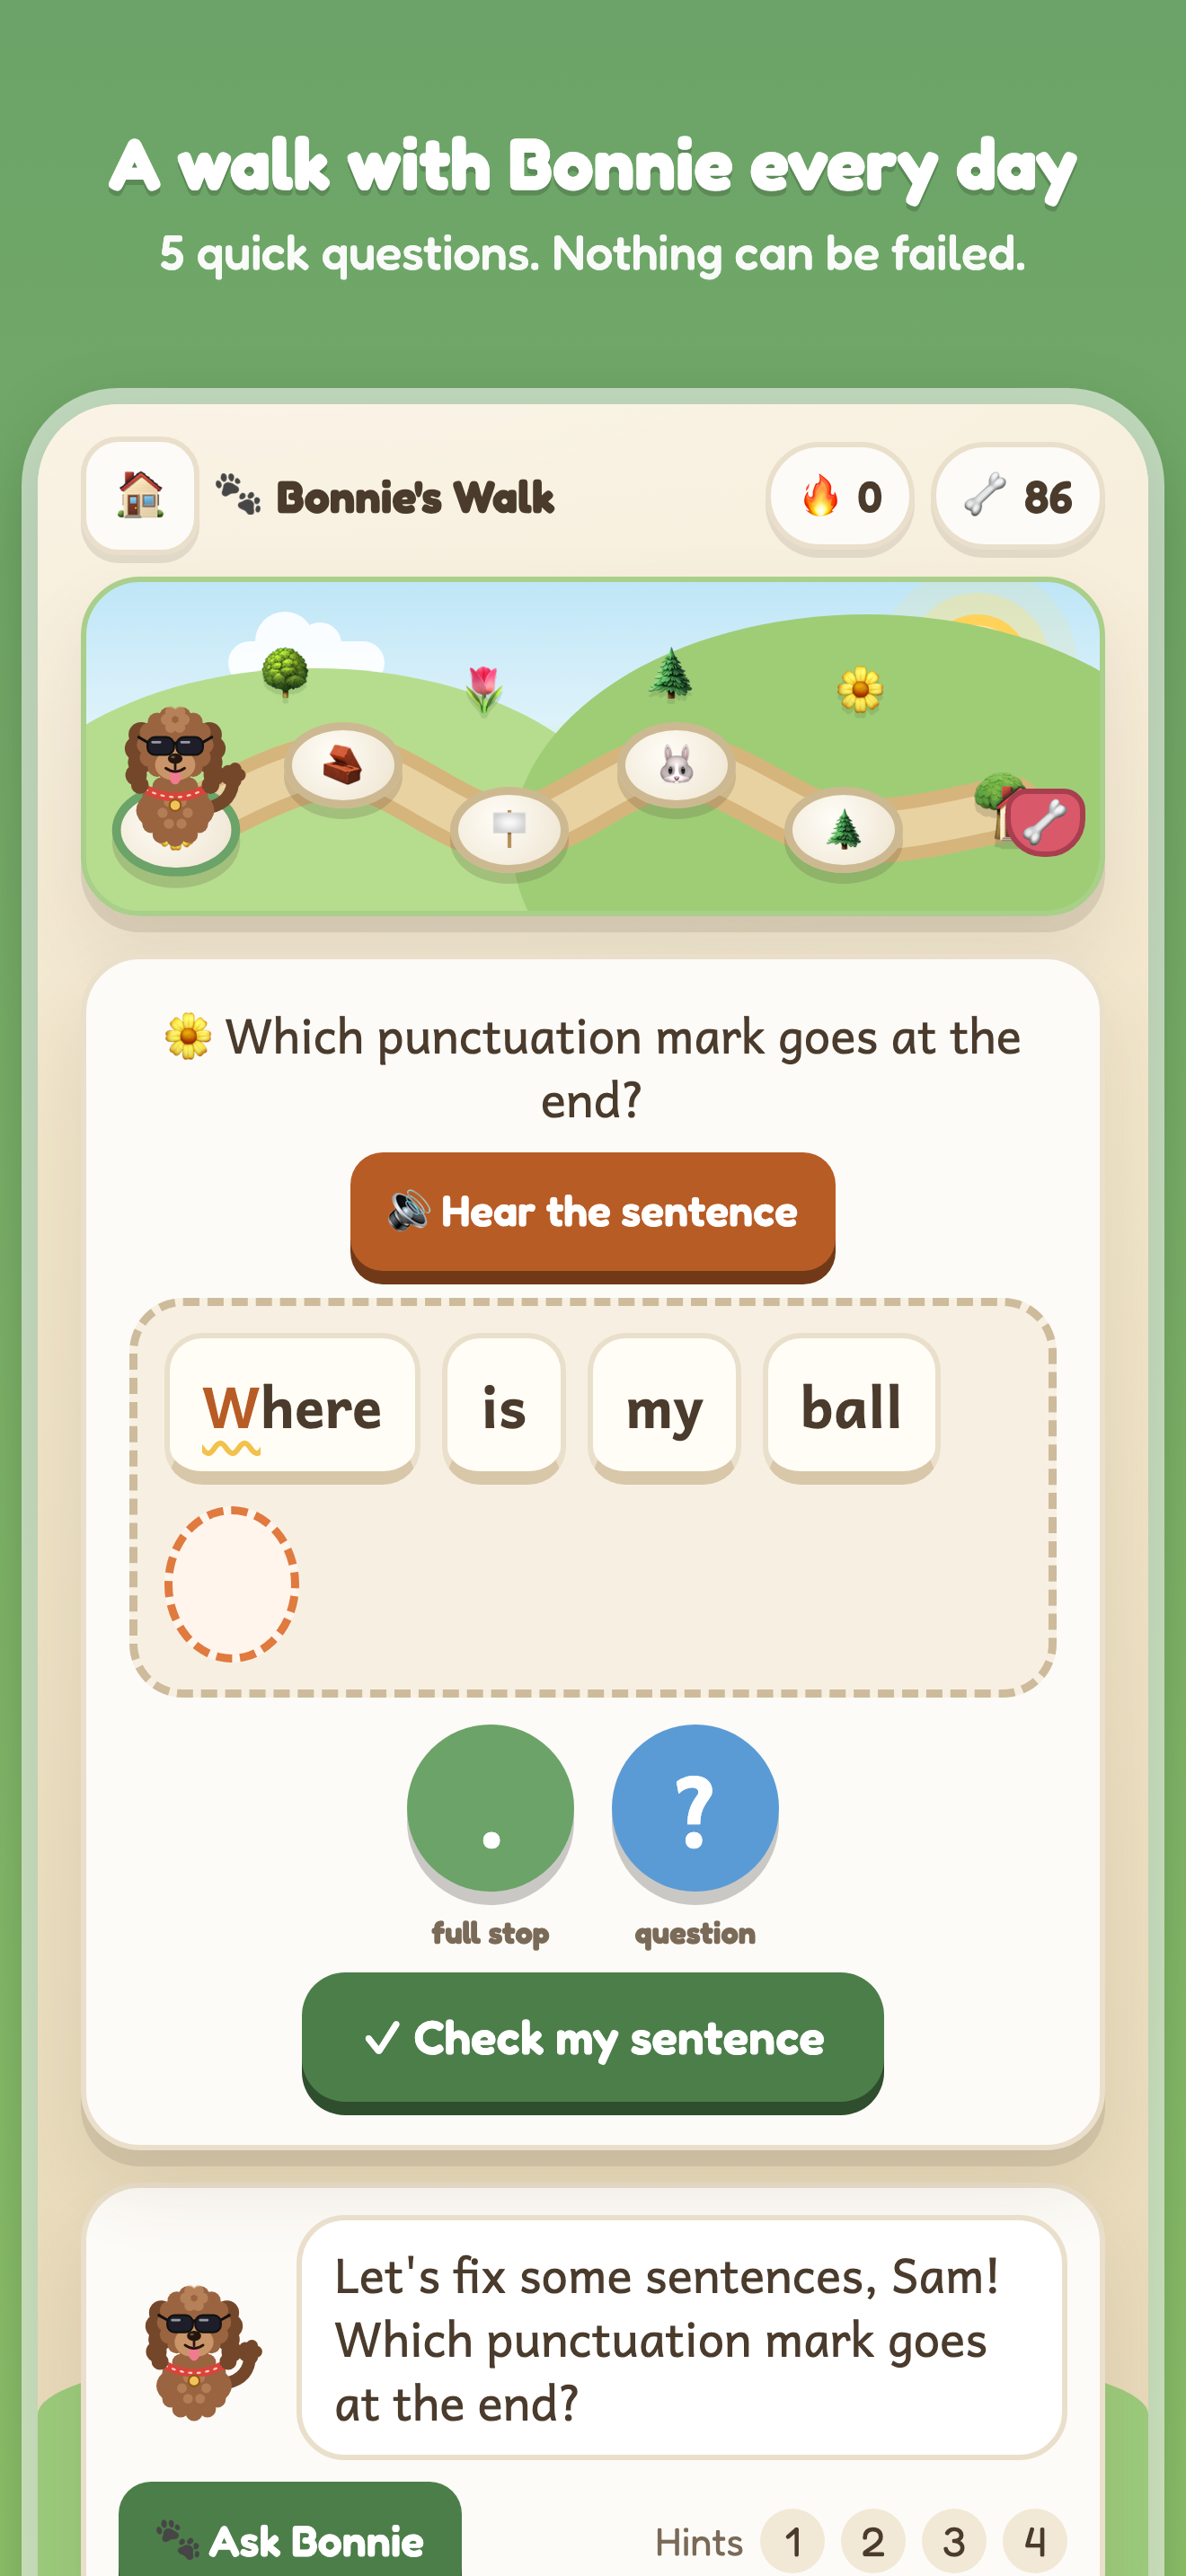 A walk with Bonnie every day
5 quick questions. Nothing can be failed.
Bonnie's Walk
0
86
Which punctuation mark goes at the
end?
Hear the sentence
Where is my ball
. ?
full stop question
✓ Check my sentence
Let's fix some sentences, Sam!
Which punctuation mark goes
at the end?
Ask Bonnie
Hints 1 2 3 4